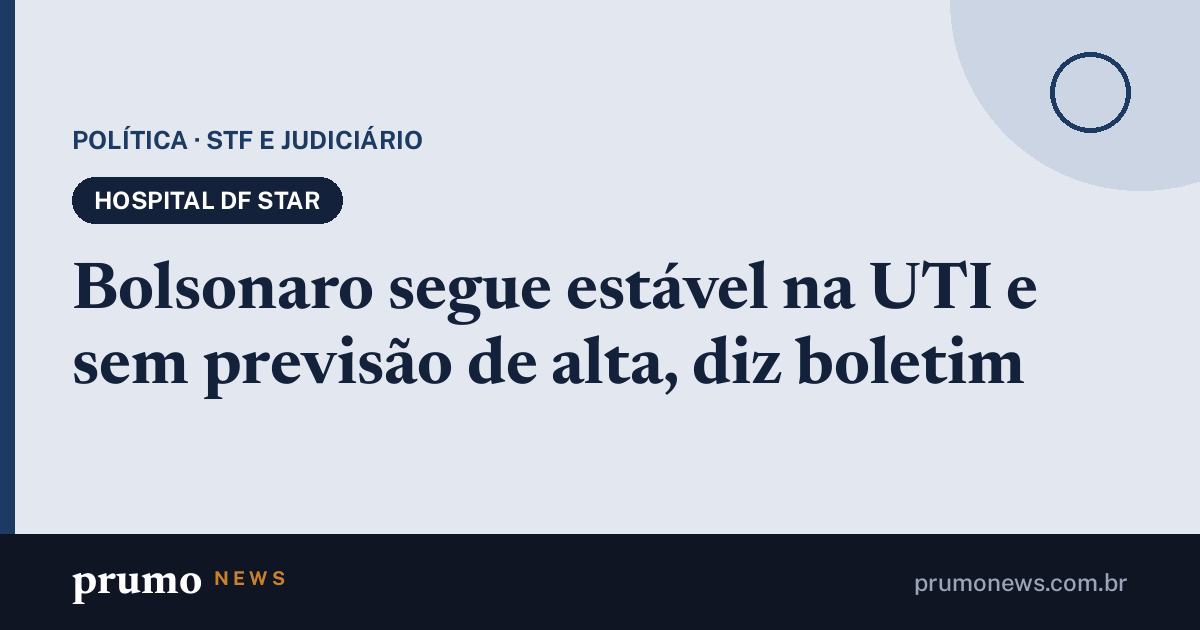 POLÍTICA · STF E JUDICIÁRIO
HOSPITAL DF STAR
Bolsonaro segue estável na UTI e
sem previsão de alta, diz boletim
prumo NEWS
prumonews.com.br